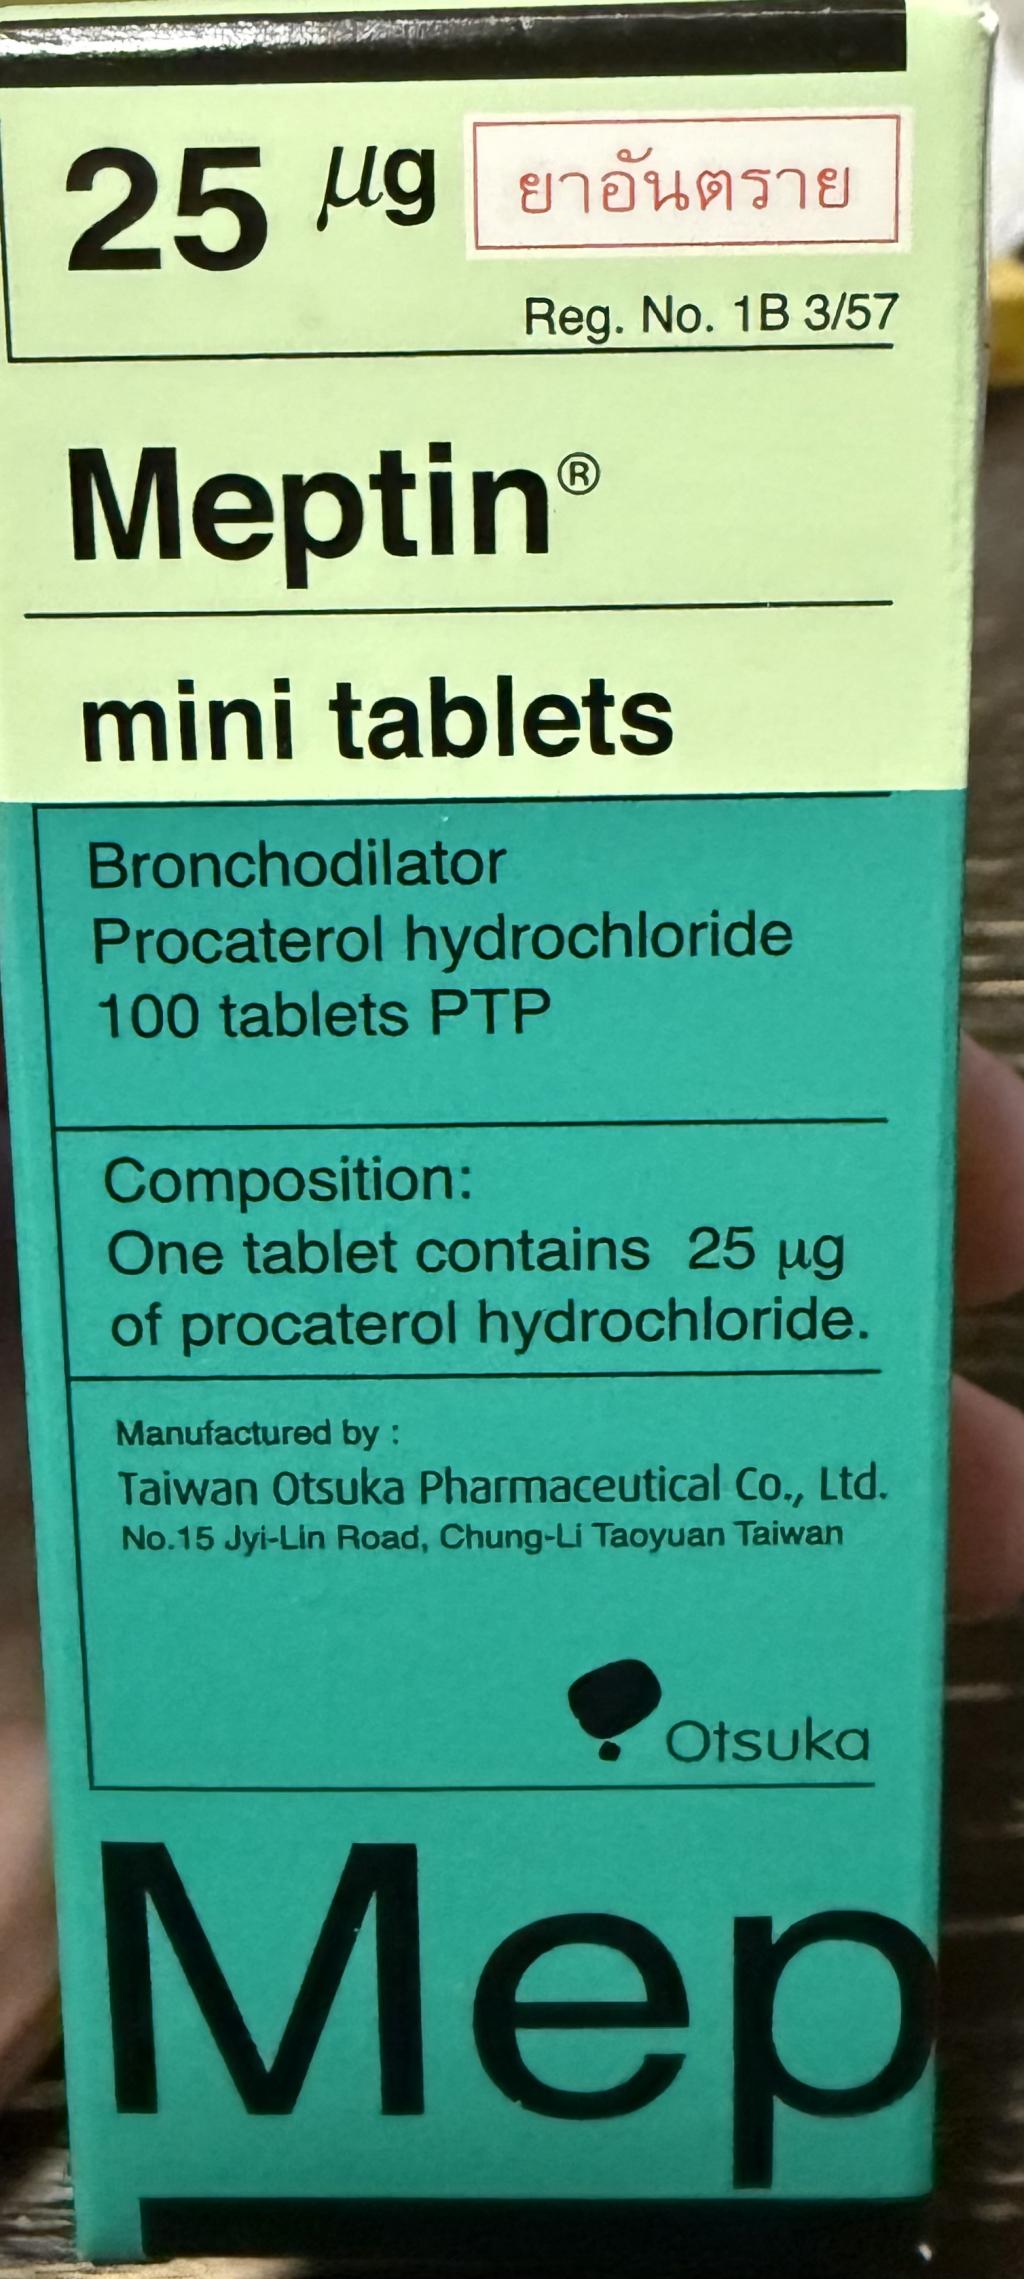 25 µg
ยาอันตราย
Reg. No. 1B 3/57
Meptin®
mini tablets
Bronchodilator
Procaterol hydrochloride
100 tablets PTP
Composition:
One tablet contains 25 µg
of procaterol hydrochloride.
Manufactured by :
Taiwan Otsuka Pharmaceutical Co., Ltd.
No.15 Jyi-Lin Road, Chung-Li Taoyuan Taiwan
Otsuka
Mep